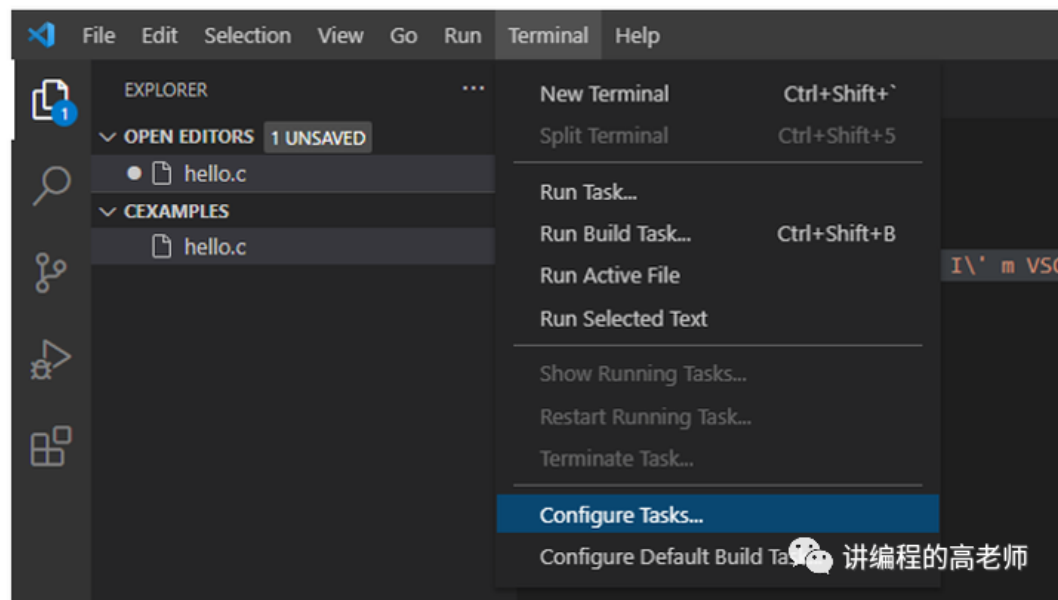 File Edit Selection View Go Run Terminal Help
EXPLORER ...
OPEN EDITORS 1 UNSAVED
hello.c
CEXAMPLES
hello.c
1
New Terminal Ctrl+Shift+`
Split Terminal Ctrl+Shift+5
Run Task...
Run Build Task... Ctrl+Shift+B
Run Active File
Run Selected Text
Show Running Tasks...
Restart Running Task...
Terminate Task...
Configure Tasks...
Configure Default Build
I\' m
讲编程的高老师